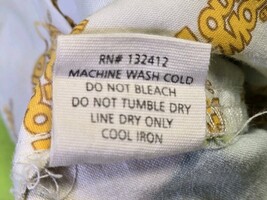 RN# 132412
MACHINE WASH COLD
DO NOT BLEACH
DO NOT TUMBLE DRY
LINE DRY ONLY
COOL IRON